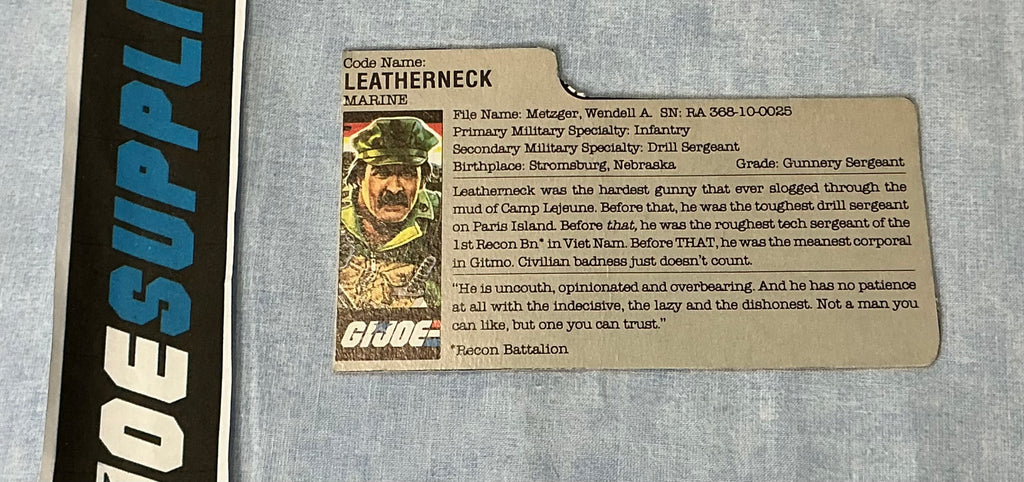 JOESUPPLI
Code Name:
LEATHERNECK
MARINE
File Name: Metzger, Wendell A. SN: RA 368-10-0025
Primary Military Specialty: Infantry
Secondary Military Specialty: Drill Sergeant
Birthplace: Stromsburg, Nebraska Grade: Gunnery Sergeant
Leatherneck was the hardest gunny that ever slogged through the
mud of Camp Lejeune. Before that, he was the toughest drill sergeant
on Paris Island. Before that, he was the roughest tech sergeant of the
1st Recon Bn* in Viet Nam. Before THAT, he was the meanest corporal
in Gitmo. Civilian badness just doesn't count.
"He is uncouth, opinionated and overbearing. And he has no patience
at all with the indecisive, the lazy and the dishonest. Not a man you
can like, but one you can trust."
*Recon Battalion
GI JOE